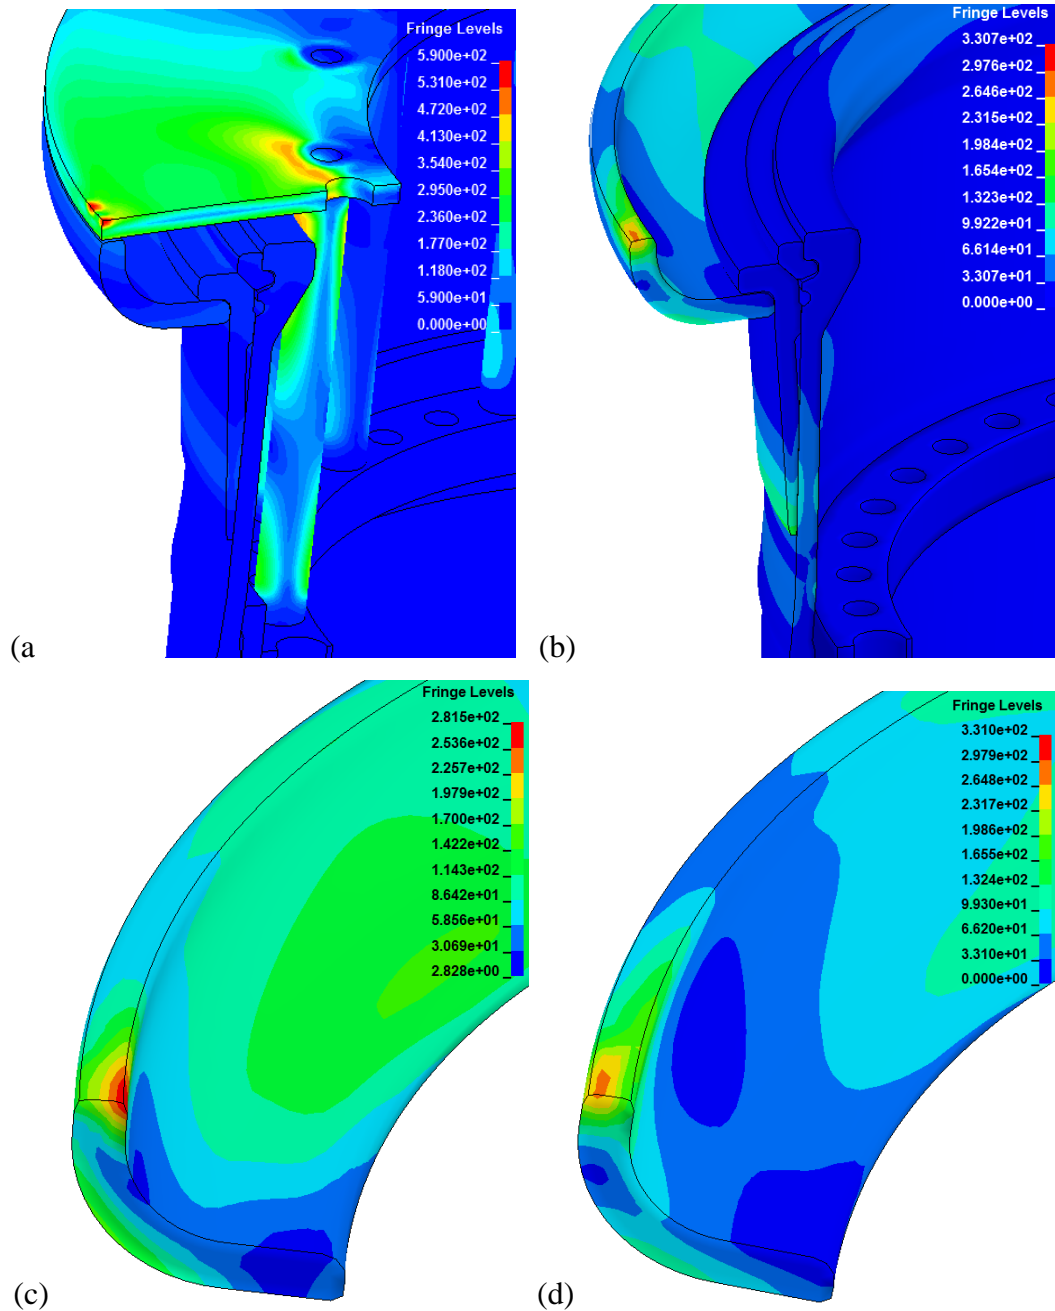 Fringe Levels
5.900e+02
5.310e+02
4.720e+02
4.130e+02
3.540e+02
2.950e+02
2.360e+02
1.770e+02
1.180e+02
5.900e+01
0.000e+00
(a
Fringe Levels
3.307e+02
2.976e+02
2.646e+02
2.315e+02
1.984e+02
1.654e+02
1.323e+02
9.922e+01
6.614e+01
3.307e+01
0.000e+00
(b)
Fringe Levels
2.815e+02
2.536e+02
2.257e+02
1.979e+02
1.700e+02
1.422e+02
1.143e+02
8.642e+01
5.856e+01
3.069e+01
2.828e+00
(c)
Fringe Levels
3.310e+02
2.979e+02
2.648e+02
2.317e+02
1.986e+02
1.655e+02
1.324e+02
9.930e+01
6.620e+01
3.310e+01
0.000e+00
(d)